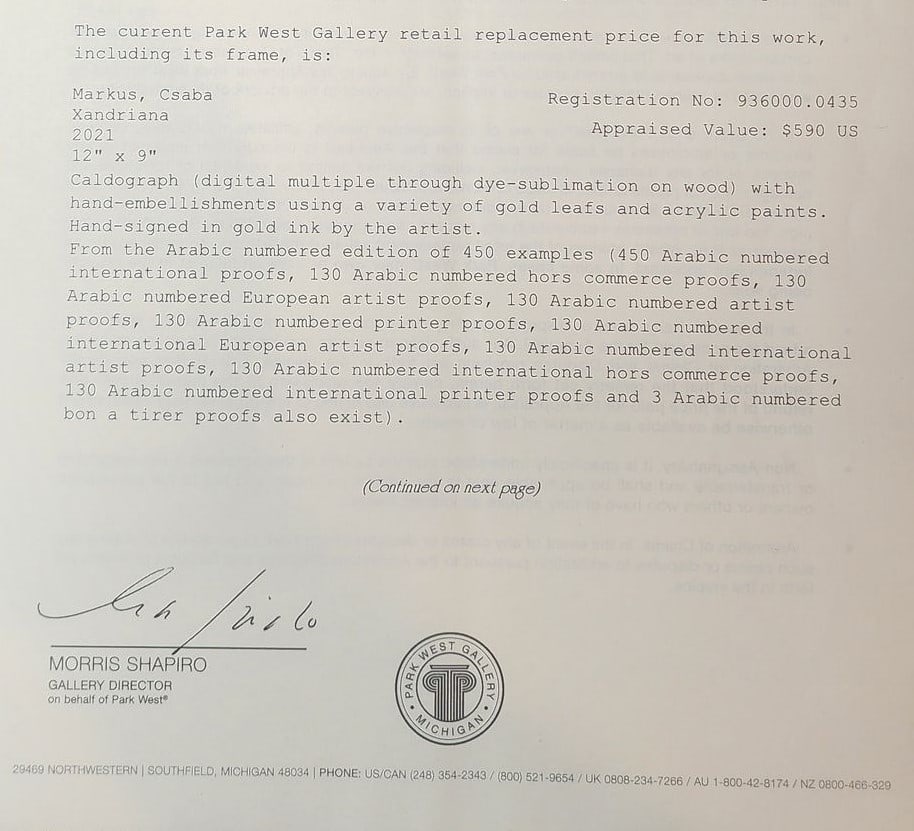 The current Park West Gallery retail replacement price for this work,
including its frame, is:
Markus, Csaba
Registration No: 936000.0435
Xandriana
Appraised Value: $590 US
2021
12" x 9"
Caldograph (digital multiple through dye-sublimation on wood) with
hand-embellishments using a variety of gold leafs and acrylic paints.
Hand-signed in gold ink by the artist.
From the Arabic numbered edition of 450 examples (450 Arabic numbered
international proofs, 130 Arabic numbered hors commerce proofs, 130
Arabic numbered European artist proofs, 130 Arabic numbered artist
proofs, 130 Arabic numbered printer proofs, 130 Arabic numbered
international European artist proofs, 130 Arabic numbered international
artist proofs, 130 Arabic numbered international hors commerce proofs,
130 Arabic numbered international printer proofs and 3 Arabic numbered
bon a tirer proofs also exist).
(Continued on next page)
MORRIS SHAPIRO
GALLERY DIRECTOR
on behalf of Park West®
PARK WEST GALLERY
• MICHIGAN •
29469 NORTHWESTERN | SOUTHFIELD, MICHIGAN 48034 | PHONE: US/CAN (248) 354-2343 / (800) 521-9654 / UK 0808-234-7266 / AU 1-800-42-8174 / NZ 0800-466-329